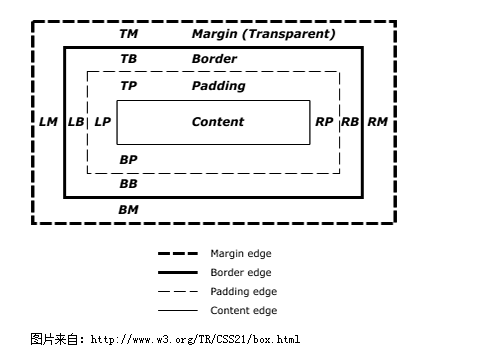 TM Margin (Transparent)
TB Border
TP Padding
LM LB LP Content RP RB RM
BP
BB
BM
Margin edge
Border edge
Padding edge
Content edge
图片来自：http://www.w3.org/TR/CSS21/box.html